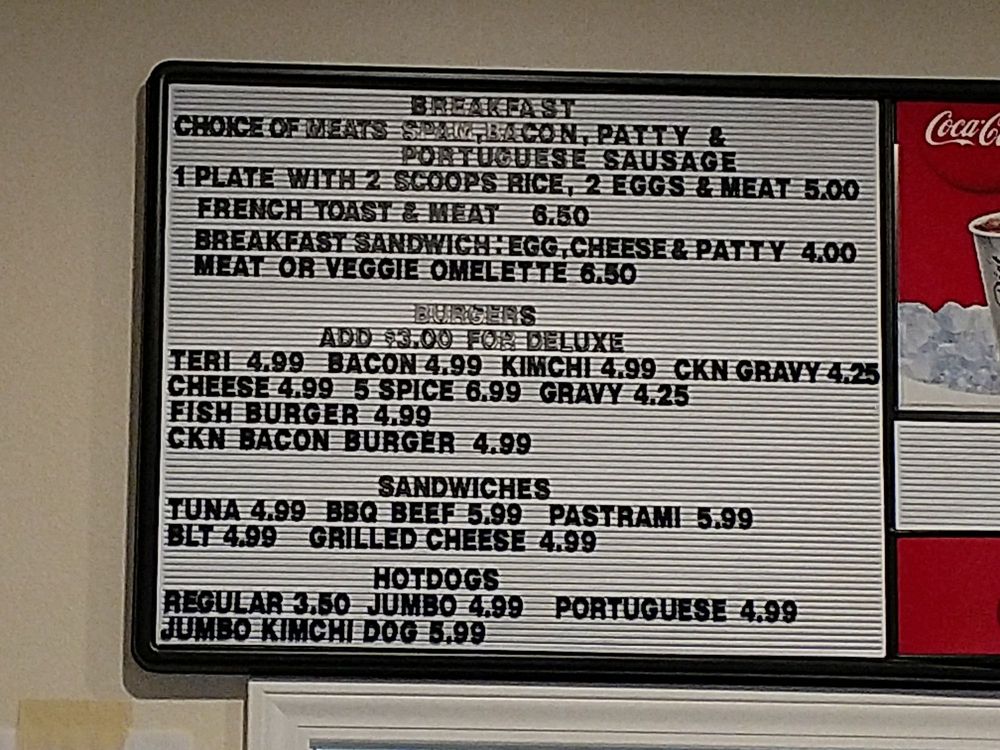 BREAKFAST
CHOICE OF MEATS SPAM, BACON, PATTY &
PORTUGUESE SAUSAGE
1 PLATE WITH 2 SCOOPS RICE, 2 EGGS & MEAT 5.00
FRENCH TOAST & MEAT 6.50
BREAKFAST SANDWICH: EGG, CHEESE & PATTY 4.00
MEAT OR VEGGIE OMELETTE 6.50
BURGERS
ADD $3.00 FOR DELUXE
TERI 4.99 BACON 4.99 KIMCHI 4.99 CKN GRAVY 4.25
CHEESE 4.99 5 SPICE 6.99 GRAVY 4.25
FISH BURGER 4.99
CKN BACON BURGER 4.99
SANDWICHES
TUNA 4.99 BBQ BEEF 5.99 PASTRAMI 5.99
BLT 4.99 GRILLED CHEESE 4.99
HOTDOGS
REGULAR 3.50 JUMBO 4.99 PORTUGUESE 4.99
JUMBO KIMCHI DOG 5.99
Coca-C